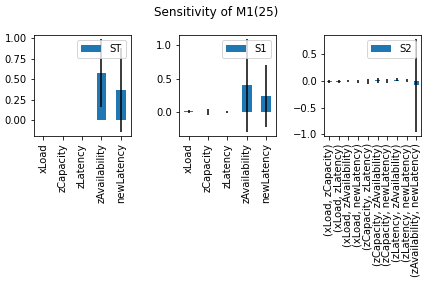 Sensitivity of M1(25)
ST
1.00
0.75
0.50
0.25
0.00
xLoad
zCapacity
zLatency
zAvailability
newLatency
S1
1.0
0.5
0.0
xLoad
zCapacity
zLatency
zAvailability
newLatency
S2
0.5
0.0
−0.5
−1.0
(xLoad, zCapacity)
(xLoad, zLatency)
(xLoad, zAvailability)
(xLoad, newLatency)
(zCapacity, zLatency)
(zCapacity, zAvailability)
(zCapacity, newLatency)
(zLatency, zAvailability)
(zLatency, newLatency)
(zAvailability, newLatency)